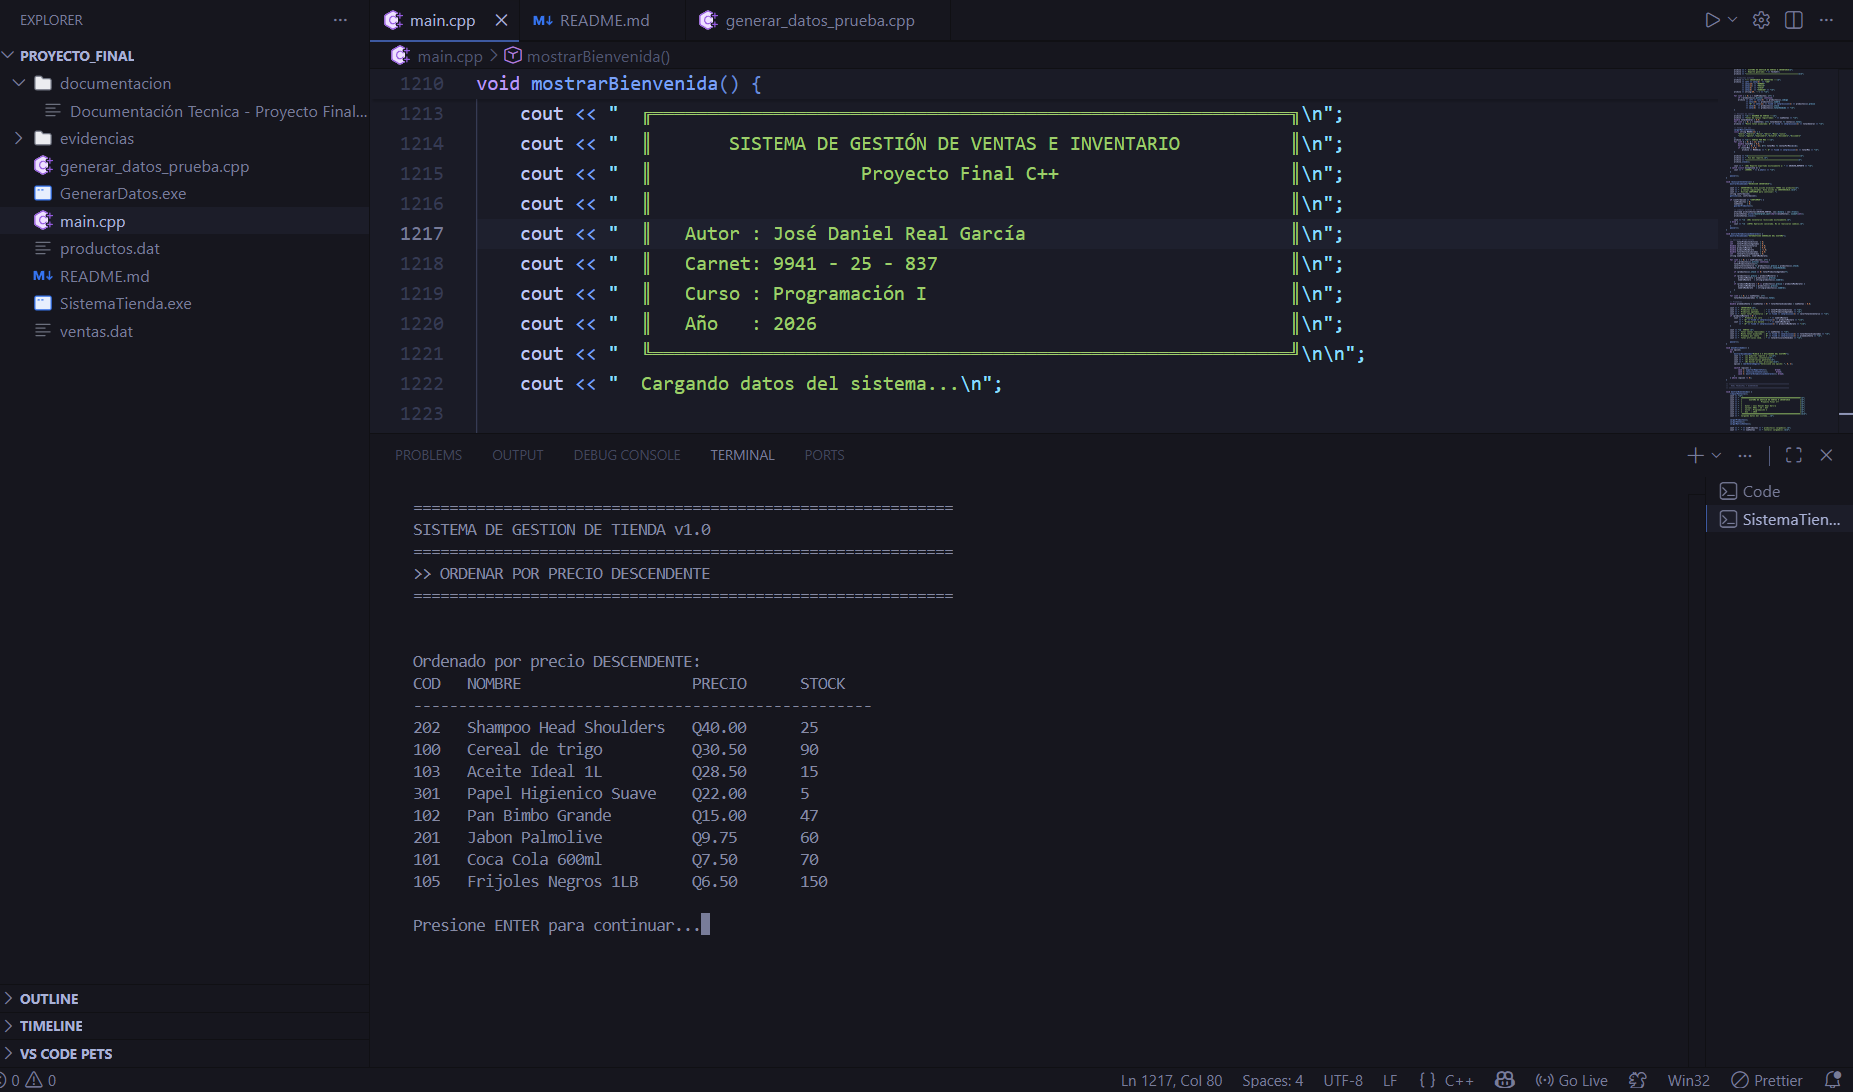 EXPLORER
PROYECTO_FINAL
documentacion
Documentación Tecnica - Proyecto Final...
evidencias
generar_datos_prueba.cpp
GenerarDatos.exe
main.cpp
productos.dat
README.md
SistemaTienda.exe
ventas.dat
OUTLINE
TIMELINE
VS CODE PETS
main.cpp
README.md
generar_datos_prueba.cpp
main.cpp > mostrarBienvenida()
1210 void mostrarBienvenida() {
1213 cout << " ╔═══════════════════════════════════════════════════════════╗\n";
1214 cout << " ║ SISTEMA DE GESTIÓN DE VENTAS E INVENTARIO ║\n";
1215 cout << " ║ Proyecto Final C++ ║\n";
1216 cout << " ║ ║\n";
1217 cout << " ║ Autor : José Daniel Real García ║\n";
1218 cout << " ║ Carnet: 9941 - 25 - 837 ║\n";
1219 cout << " ║ Curso : Programación I ║\n";
1220 cout << " ║ Año : 2026 ║\n";
1221 cout << " ╚═══════════════════════════════════════════════════════════╝\n\n";
1222 cout << " Cargando datos del sistema...\n";
1223
PROBLEMS OUTPUT DEBUG CONSOLE TERMINAL PORTS
============================================================
SISTEMA DE GESTION DE TIENDA v1.0
============================================================
>> ORDENAR POR PRECIO DESCENDENTE
============================================================
Ordenado por precio DESCENDENTE:
COD NOMBRE PRECIO STOCK
---------------------------------------------------
202 Shampoo Head Shoulders Q40.00 25
100 Cereal de trigo Q30.50 90
103 Aceite Ideal 1L Q28.50 15
301 Papel Higienico Suave Q22.00 5
102 Pan Bimbo Grande Q15.00 47
201 Jabon Palmolive Q9.75 60
101 Coca Cola 600ml Q7.50 70
105 Frijoles Negros 1LB Q6.50 150
Presione ENTER para continuar...
Code
SistemaTien...
0 0
Ln 1217, Col 80 Spaces: 4 UTF-8 LF { } C++ Go Live Win32 Prettier